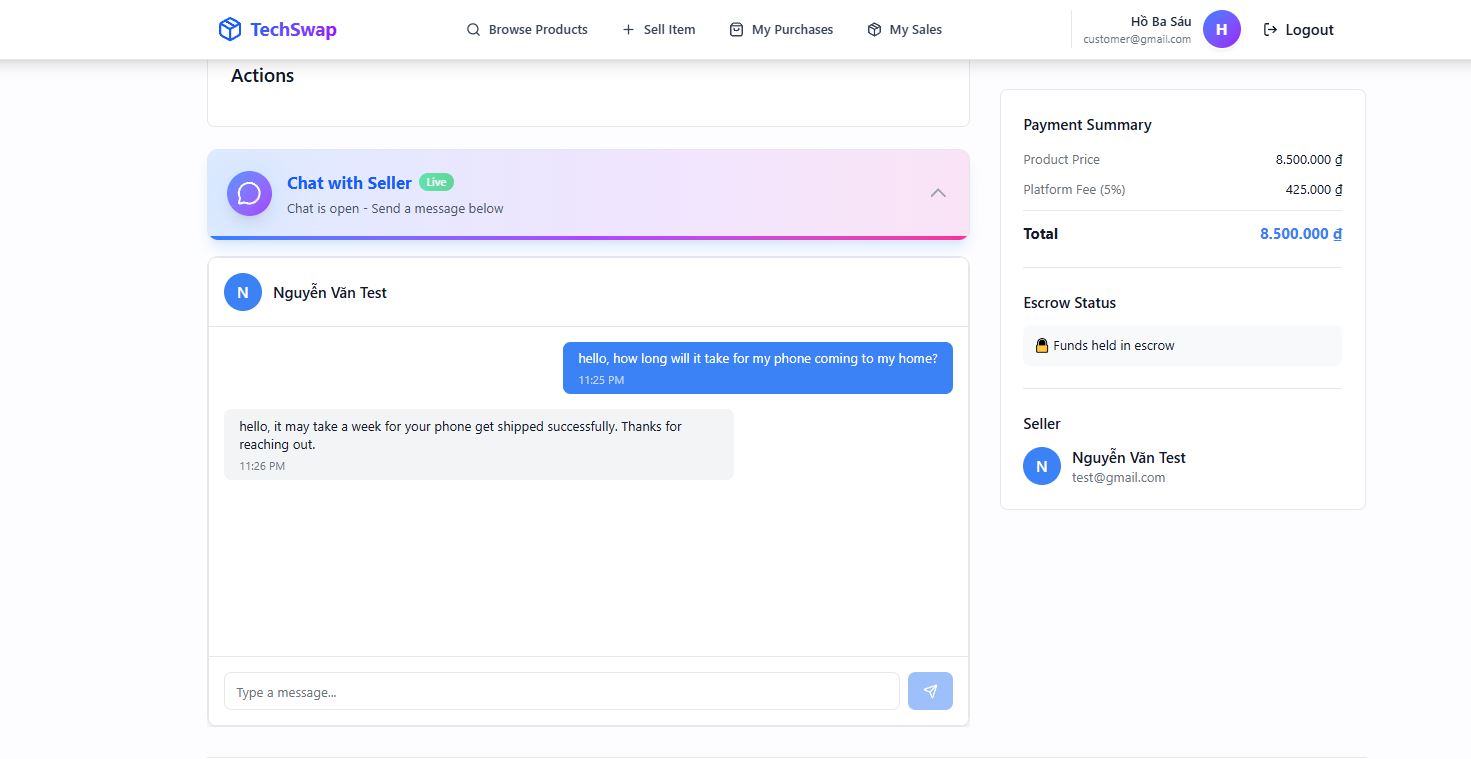 TechSwap
Browse Products
Sell Item
My Purchases
My Sales
Hồ Ba Sáu
customer@gmail.com
H
Logout
Actions
Chat with Seller
Live
Chat is open - Send a message below
N
Nguyễn Văn Test
hello, how long will it take for my phone coming to my home?
11:25 PM
hello, it may take a week for your phone get shipped successfully. Thanks for
reaching out.
11:26 PM
Type a message...
Payment Summary
Product Price 8.500.000 ₫
Platform Fee (5%) 425.000 ₫
Total 8.500.000 ₫
Escrow Status
Funds held in escrow
Seller
N
Nguyễn Văn Test
test@gmail.com